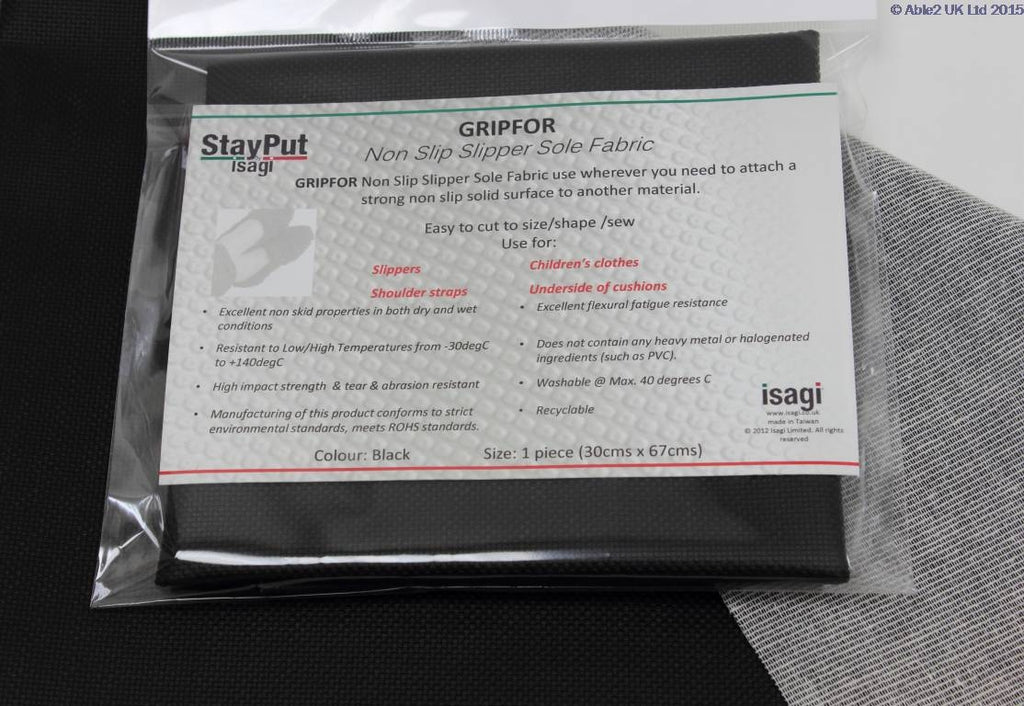 © Able2 UK Ltd 2015
StayPut
isagi
GRIPFOR
Non Slip Slipper Sole Fabric
GRIPFOR Non Slip Slipper Sole Fabric use wherever you need to attach a
strong non slip solid surface to another material.
Easy to cut to size/shape /sew
Use for:
Slippers
Children's clothes
Shoulder straps
Underside of cushions
• Excellent non skid properties in both dry and wet
conditions
• Resistant to Low/High Temperatures from -30degC
to +140degC
• High impact strength & tear & abrasion resistant
• Manufacturing of this product conforms to strict
environmental standards, meets ROHS standards.
• Excellent flexural fatigue resistance
• Does not contain any heavy metal or halogenated
ingredients (such as PVC).
• Washable @ Max. 40 degrees C
• Recyclable
isagi
www.isagi.co.uk
made in Taiwan
© 2012 Isagi Limited. All rights
reserved
Colour: Black
Size: 1 piece (30cms x 67cms)